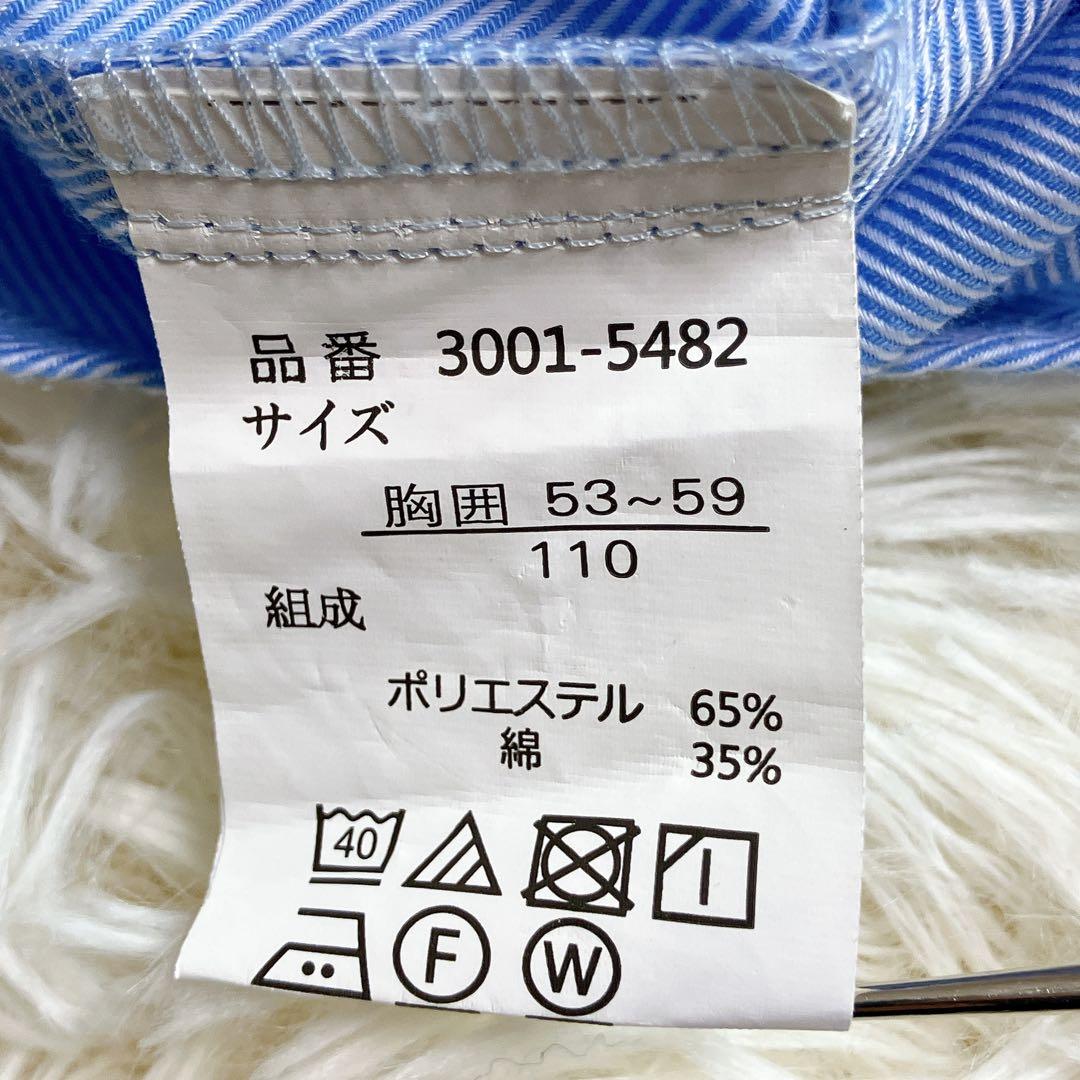 品番 3001-5482
サイズ
胸囲 53~59
110
組成
ポリエステル 65%
綿 35%
40
F W